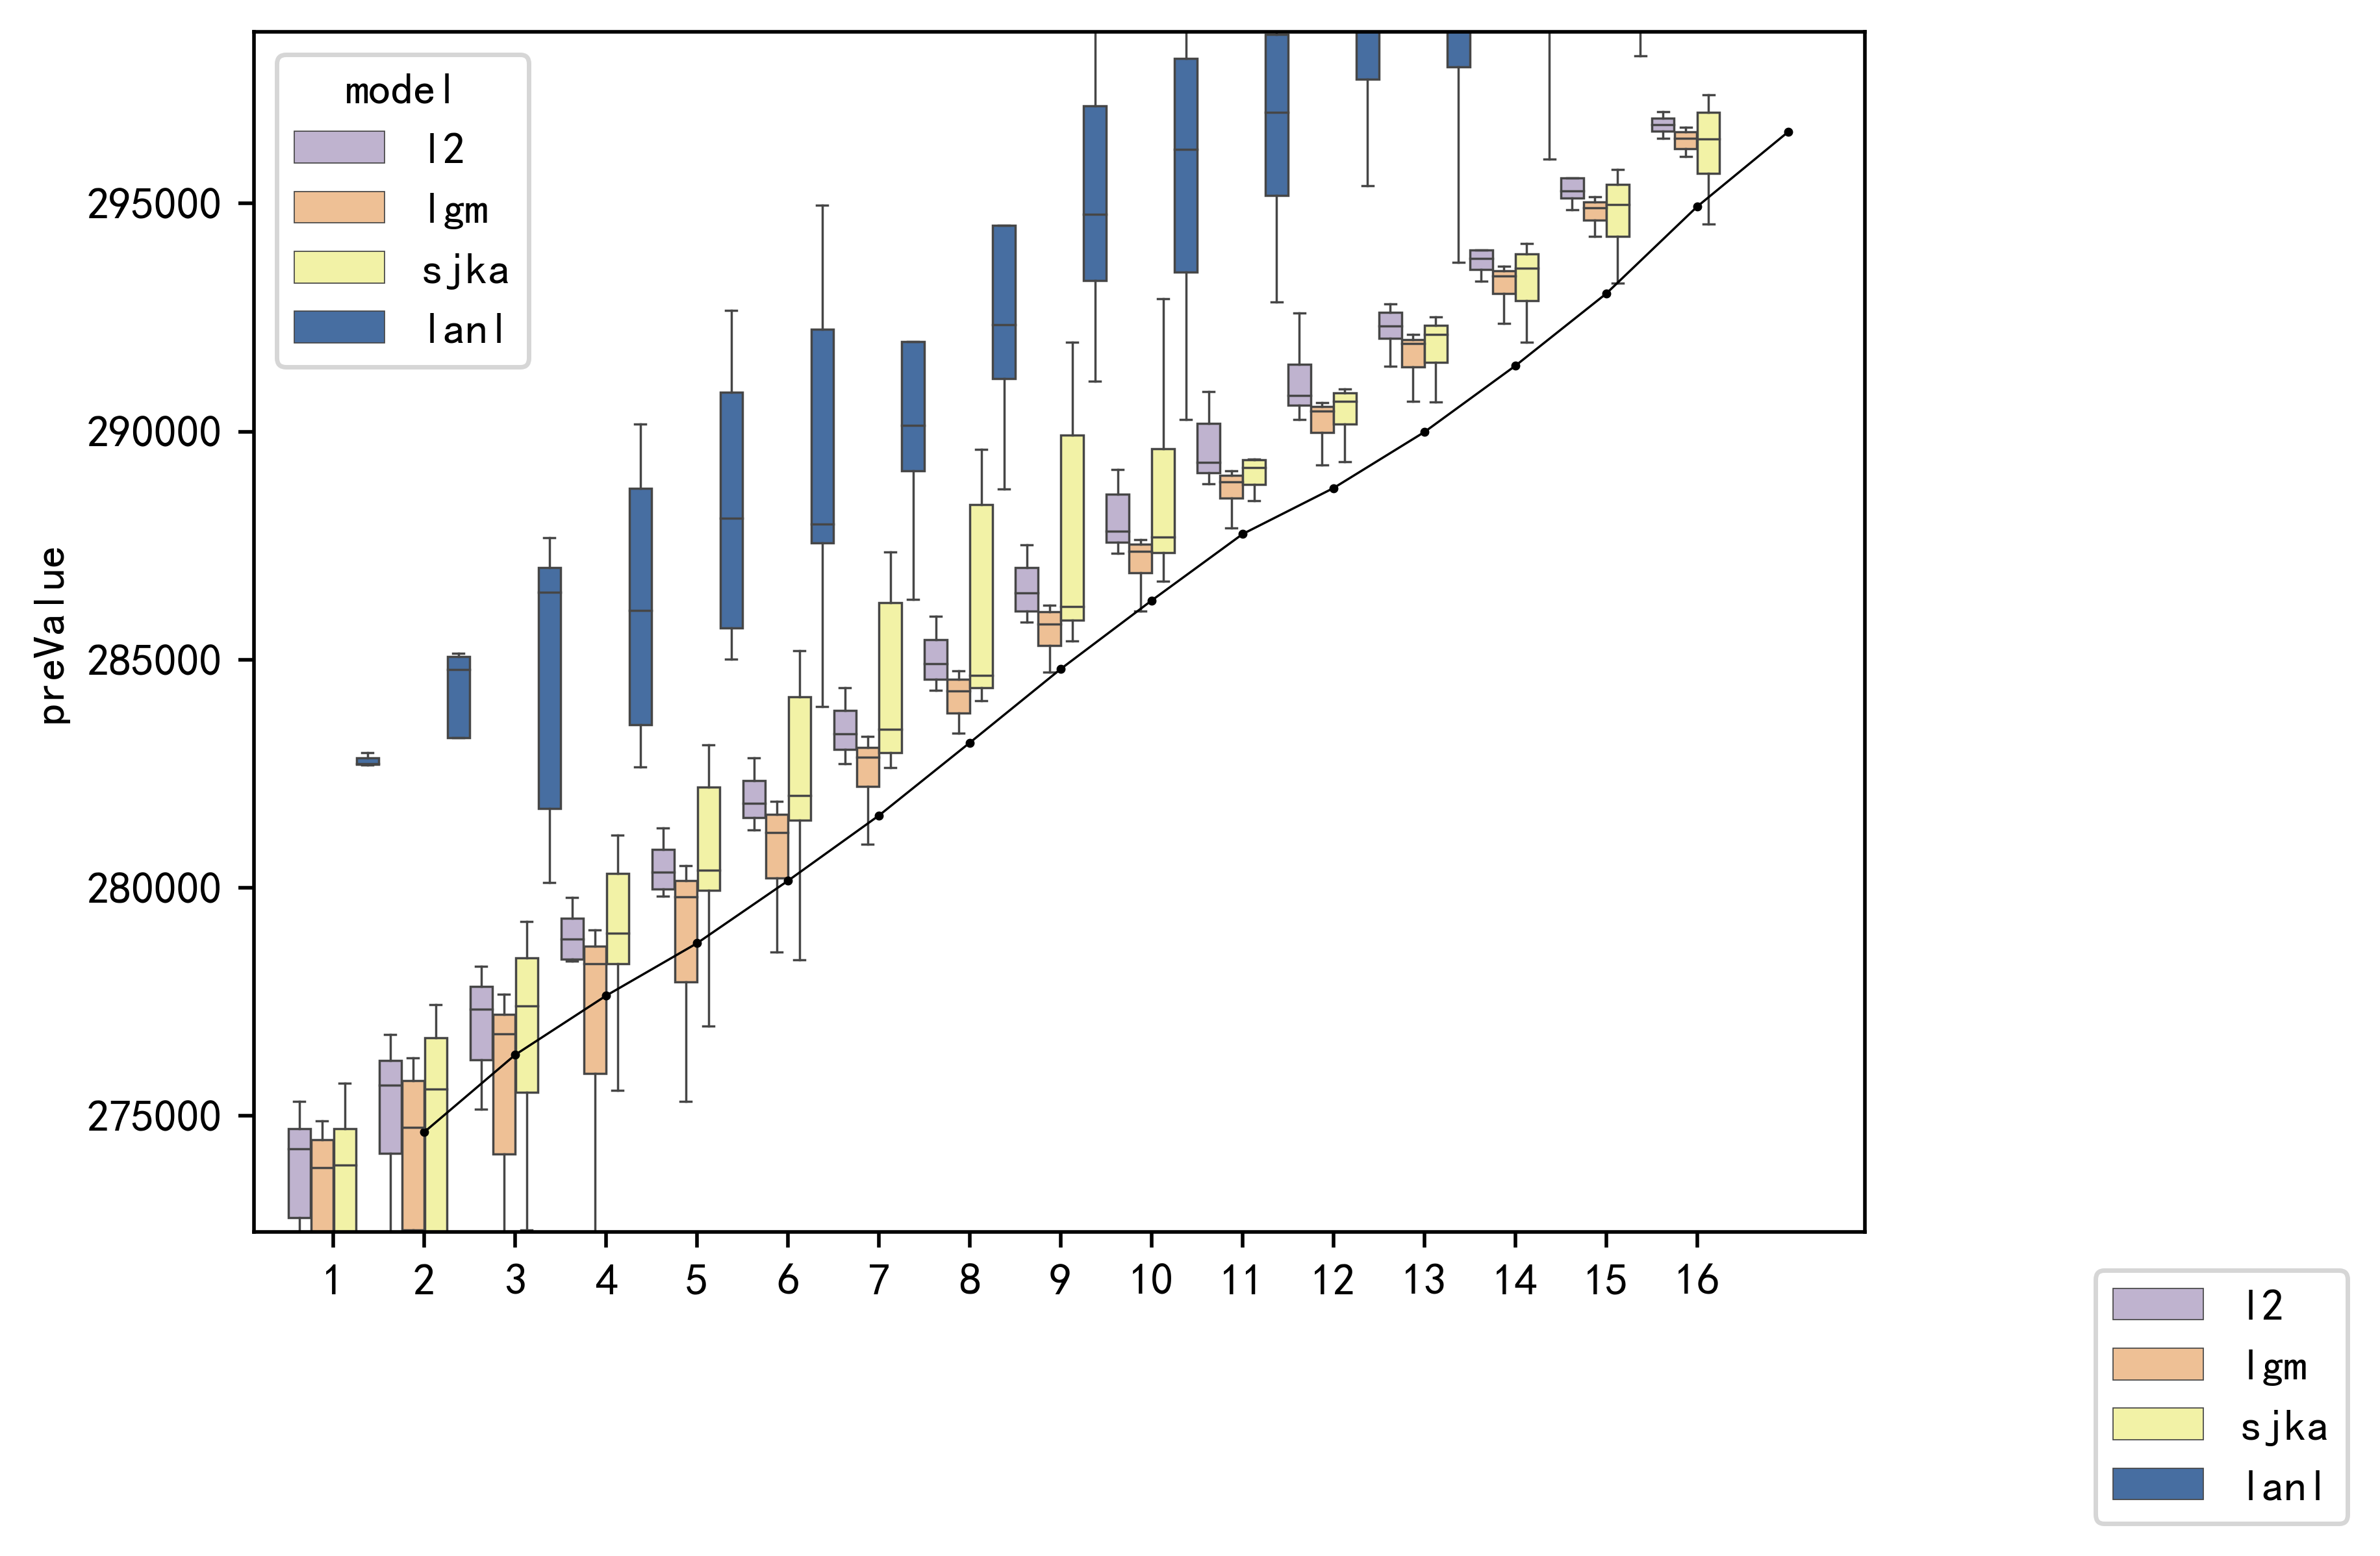 model
l2
lgm
sjka
lanl
preValue
295000
290000
285000
280000
275000
1 2 3 4 5 6 7 8 9 10 11 12 13 14 15 16
l2
lgm
sjka
lanl